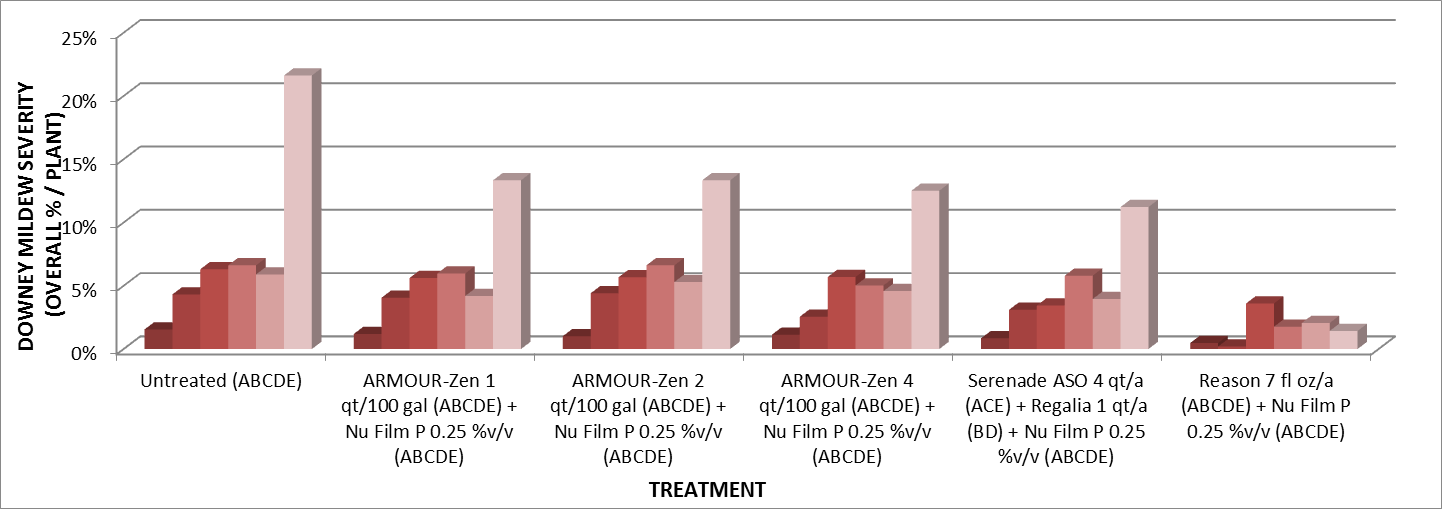 DOWNEY MILDEW SEVERITY
(OVERALL % / PLANT)
25%
20%
15%
10%
5%
0%
Untreated (ABCDE)
ARMOUR-Zen 1
qt/100 gal (ABCDE) +
Nu Film P 0.25 %v/v
(ABCDE)
ARMOUR-Zen 2
qt/100 gal (ABCDE) +
Nu Film P 0.25 %v/v
(ABCDE)
ARMOUR-Zen 4
qt/100 gal (ABCDE) +
Nu Film P 0.25 %v/v
(ABCDE)
Serenade ASO 4 qt/a
(ACE) + Regalia 1 qt/a
(BD) + Nu Film P 0.25
%v/v (ABCDE)
Reason 7 fl oz/a
(ABCDE) + Nu Film P
0.25 %v/v (ABCDE)
TREATMENT